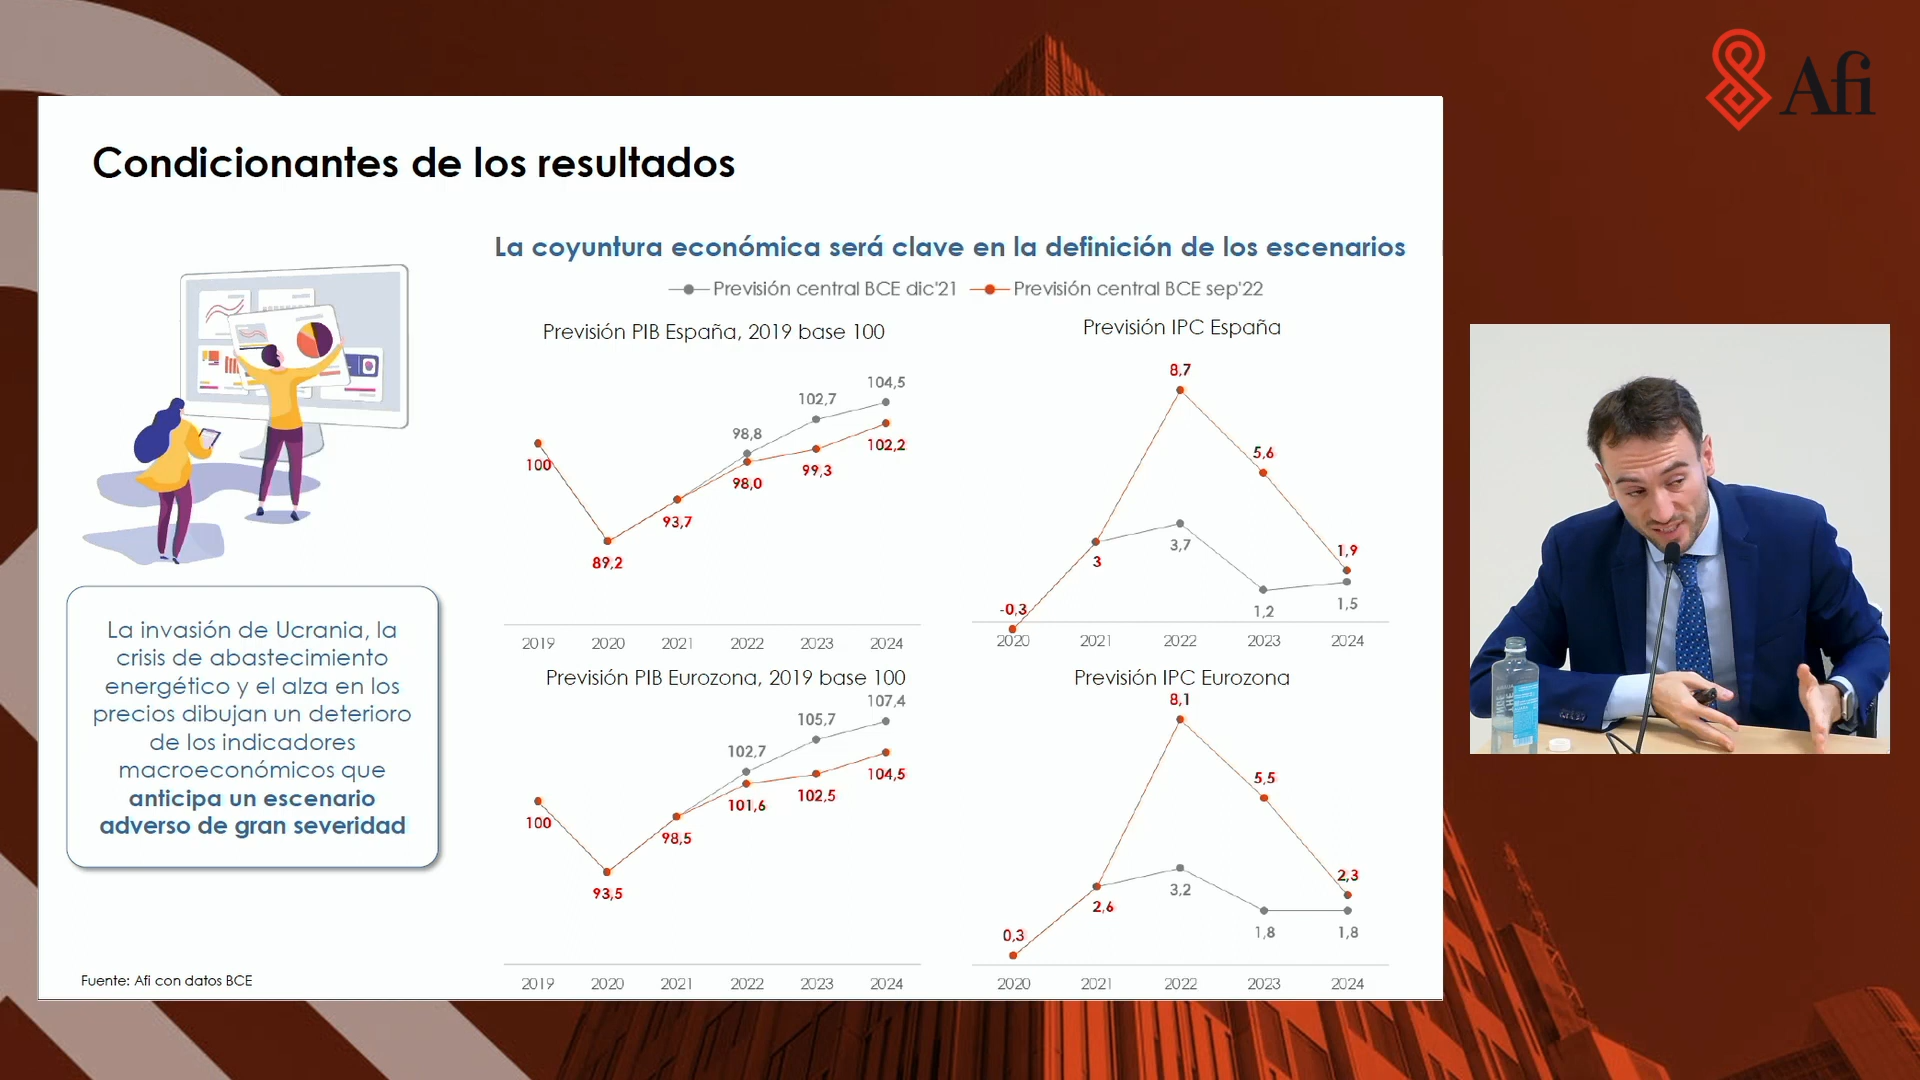 Afi
Condicionantes de los resultados
La coyuntura económica será clave en la definición de los escenarios
Previsión central BCE dic'21 Previsión central BCE sep'22
Previsión PIB España, 2019 base 100
104,5
102,7
98,8
100
102,2
99,3
98,0
93,7
89,2
2019 2020 2021 2022 2023 2024
Previsión IPC España
8,7
5,6
1,9
3,7
3
-0,3
1,2
1,5
2020 2021 2022 2023 2024
La invasión de Ucrania, la
crisis de abastecimiento
energético y el alza en los
precios dibujan un deterioro
de los indicadores
macroeconómicos que
anticipa un escenario
adverso de gran severidad
Previsión PIB Eurozona, 2019 base 100
107,4
105,7
102,7
104,5
102,5
101,6
100
98,5
93,5
2019 2020 2021 2022 2023 2024
Previsión IPC Eurozona
8,1
5,5
2,3
3,2
2,6
0,3
1,8
1,8
2020 2021 2022 2023 2024
Fuente: Afi con datos BCE